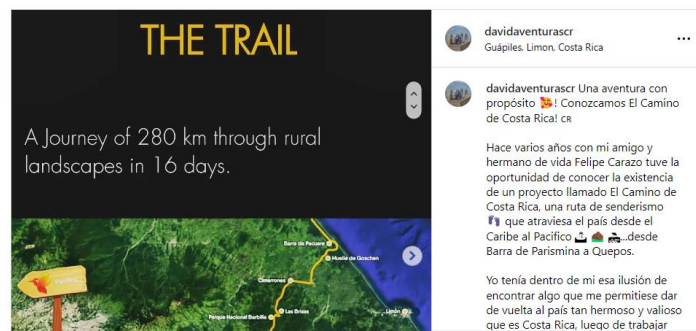 THE TRAIL
A Journey of 280 km through rural
landscapes in 16 days.
Barra de Pacuare
Muelle de Goschen
Cimarrones
Las Brisas
Parque Nacional Barbilla
Limón
davidaventurascr
Guápiles, Limon, Costa Rica
davidaventurascr Una aventura con
propósito 🥰! Conozcamos El Camino
de Costa Rica! CR
Hace varios años con mi amigo y
hermano de vida Felipe Carazo tuve la
oportunidad de conocer la existencia
de un proyecto llamado El Camino de
Costa Rica, una ruta de senderismo
👣 que atraviesa el país desde el
Caribe al Pacifico 🌅 🌋 🏍...desde
Barra de Parismina a Quepos.
Yo tenía dentro de mi esa ilusión de
encontrar algo que me permitiese dar
de vuelta al país tan hermoso y valioso
que es Costa Rica, luego de trabajar